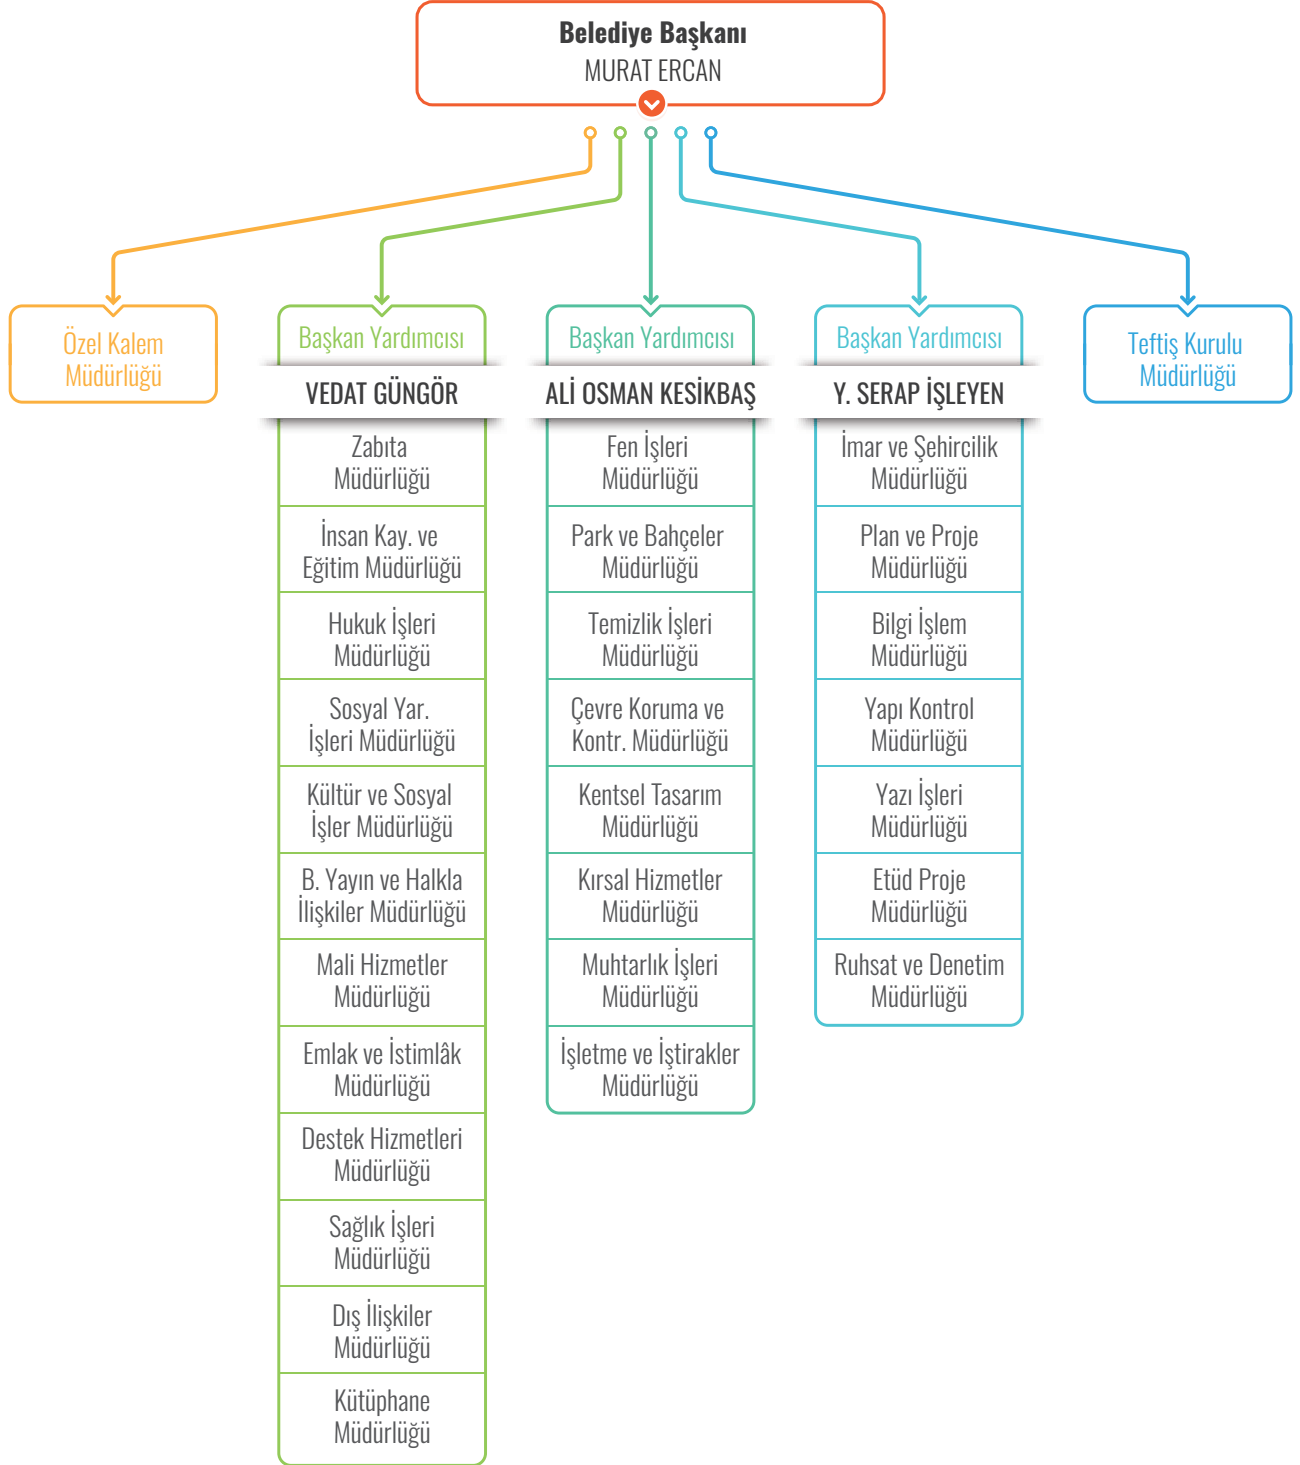 Belediye Başkanı
MURAT ERCAN
Özel Kalem
Müdürlüğü
Başkan Yardımcısı
VEDAT GÜNGÖR
Zabıta
Müdürlüğü
İnsan Kay. ve
Eğitim Müdürlüğü
Hukuk İşleri
Müdürlüğü
Sosyal Yar.
İşleri Müdürlüğü
Kültür ve Sosyal
İşler Müdürlüğü
B. Yayın ve Halkla
İlişkiler Müdürlüğü
Mali Hizmetler
Müdürlüğü
Emlak ve İstimlâk
Müdürlüğü
Destek Hizmetleri
Müdürlüğü
Sağlık İşleri
Müdürlüğü
Dış İlişkiler
Müdürlüğü
Kütüphane
Müdürlüğü
Başkan Yardımcısı
ALİ OSMAN KESİKBAŞ
Fen İşleri
Müdürlüğü
Park ve Bahçeler
Müdürlüğü
Temizlik İşleri
Müdürlüğü
Çevre Koruma ve
Kontr. Müdürlüğü
Kentsel Tasarım
Müdürlüğü
Kırsal Hizmetler
Müdürlüğü
Muhtarlık İşleri
Müdürlüğü
İşletme ve İştirakler
Müdürlüğü
Başkan Yardımcısı
Y. SERAP İŞLEYEN
İmar ve Şehircilik
Müdürlüğü
Plan ve Proje
Müdürlüğü
Bilgi İşlem
Müdürlüğü
Yapı Kontrol
Müdürlüğü
Yazı İşleri
Müdürlüğü
Etüd Proje
Müdürlüğü
Ruhsat ve Denetim
Müdürlüğü
Teftiş Kurulu
Müdürlüğü